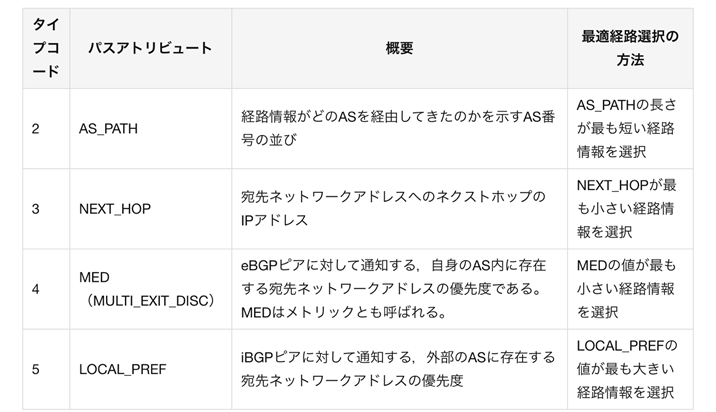 タイ
プコ
ード
パスアトリビュート
概要
最適経路選択の
方法
2
AS_PATH
経路情報がどのASを経由してきたのかを示すAS番
号の並び
AS_PATHの長さ
が最も短い経路
情報を選択
3
NEXT_HOP
宛先ネットワークアドレスへのネクストホップの
IPアドレス
NEXT_HOPが最
も小さい経路情
報を選択
4
MED
（MULTI_EXIT_DISC）
eBGPピアに対して通知する，自身のAS内に存在
する宛先ネットワークアドレスの優先度である。
MEDはメトリックとも呼ばれる。
MEDの値が最も
小さい経路情報
を選択
5
LOCAL_PREF
iBGPピアに対して通知する，外部のASに存在する
宛先ネットワークアドレスの優先度
LOCAL_PREFの
値が最も大きい
経路情報を選択